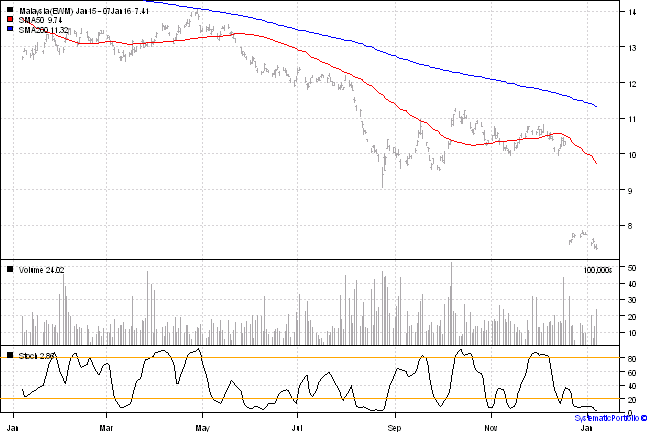 Malaysia(EWM) Jan15 - 07Jan16 7.41
SMA50 9.74
SMA200 11.32
14
13
12
11
10
9
8
Volume 24.02
100,000s
50
40
30
20
10
Stoch 2.86
80
60
40
20
0
Jan Mar May Jul Sep Nov Jan
SystematicPortfolio ©